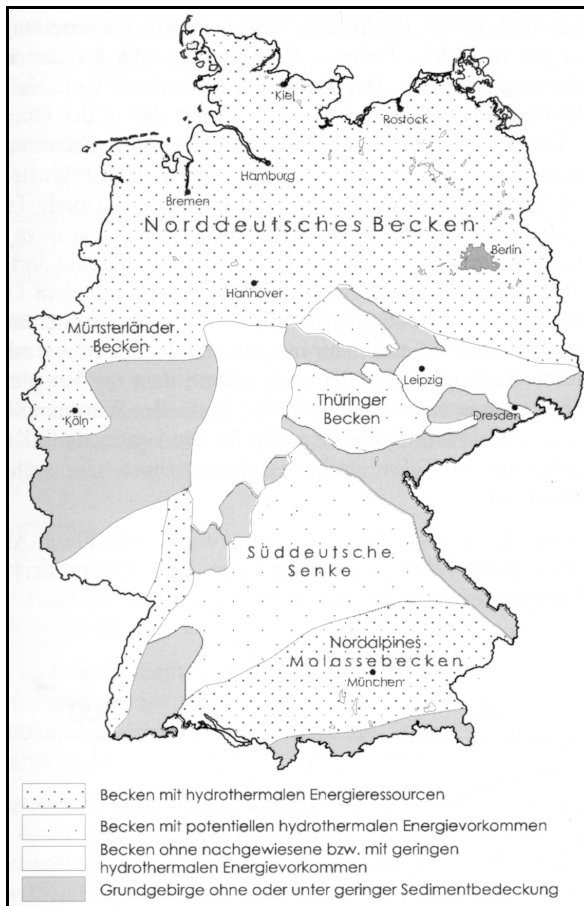 Kiel
Rostock
Hamburg
Bremen
Norddeutsches Becken
Berlin
Hannover
Münsterländer
Becken
Leipzig
Thüringer
Becken
Köln
Dresden
Süddeutsche
Senke
Nordalpines
Molassebecken
München
Becken mit hydrothermalen Energieressourcen
Becken mit potentiellen hydrothermalen Energievorkommen
Becken ohne nachgewiesene bzw. mit geringen
hydrothermalen Energievorkommen
Grundgebirge ohne oder unter geringer Sedimentbedeckung